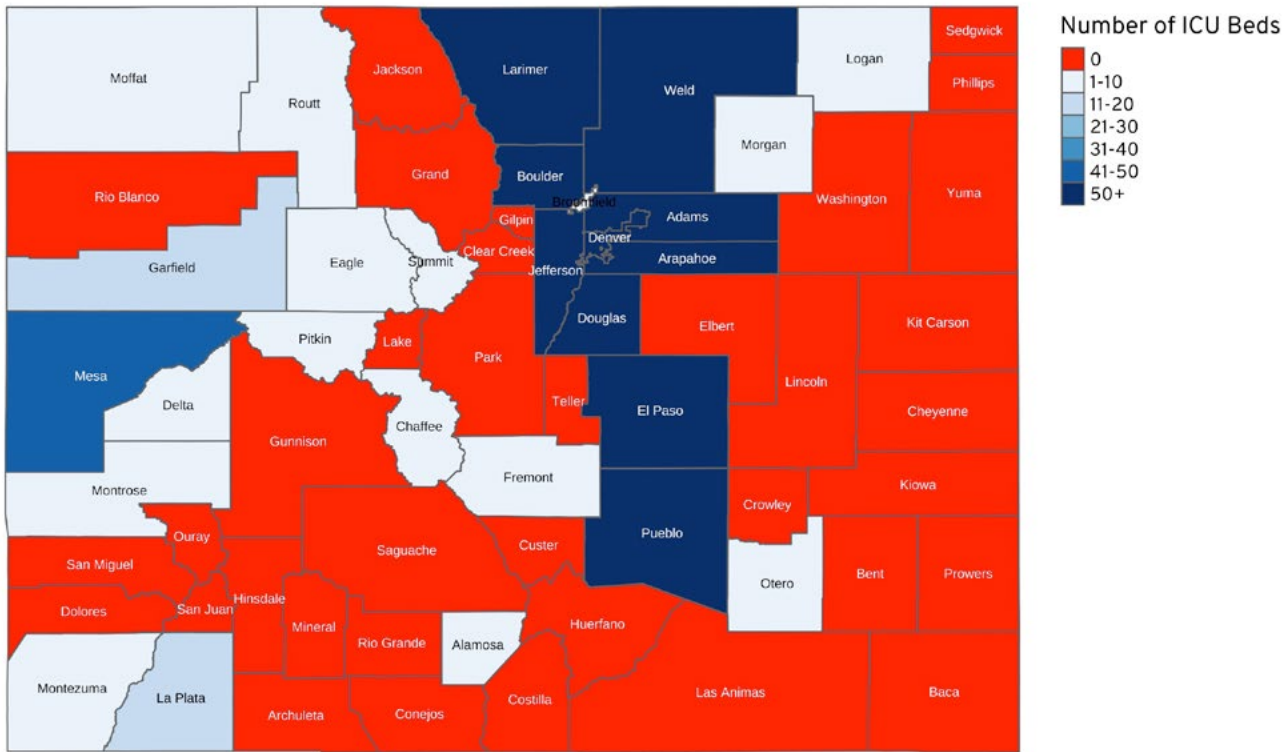 Number of ICU Beds
0
1-10
11-20
21-30
31-40
41-50
50+
Moffat
Routt
Jackson
Larimer
Weld
Logan
Sedgwick
Phillips
Morgan
Rio Blanco
Grand
Boulder
Broomfield
Washington
Yuma
Garfield
Eagle
Summit
Gilpin
Clear Creek
Jefferson
Denver
Adams
Arapahoe
Mesa
Pitkin
Lake
Park
Douglas
Elbert
Kit Carson
Delta
Gunnison
Chaffee
Teller
El Paso
Lincoln
Cheyenne
Montrose
Fremont
Kiowa
Crowley
Ouray
Saguache
Custer
Pueblo
Otero
Bent
Prowers
San Miguel
Dolores
San Juan
Hinsdale
Mineral
Rio Grande
Alamosa
Huerfano
Montezuma
La Plata
Archuleta
Conejos
Costilla
Las Animas
Baca